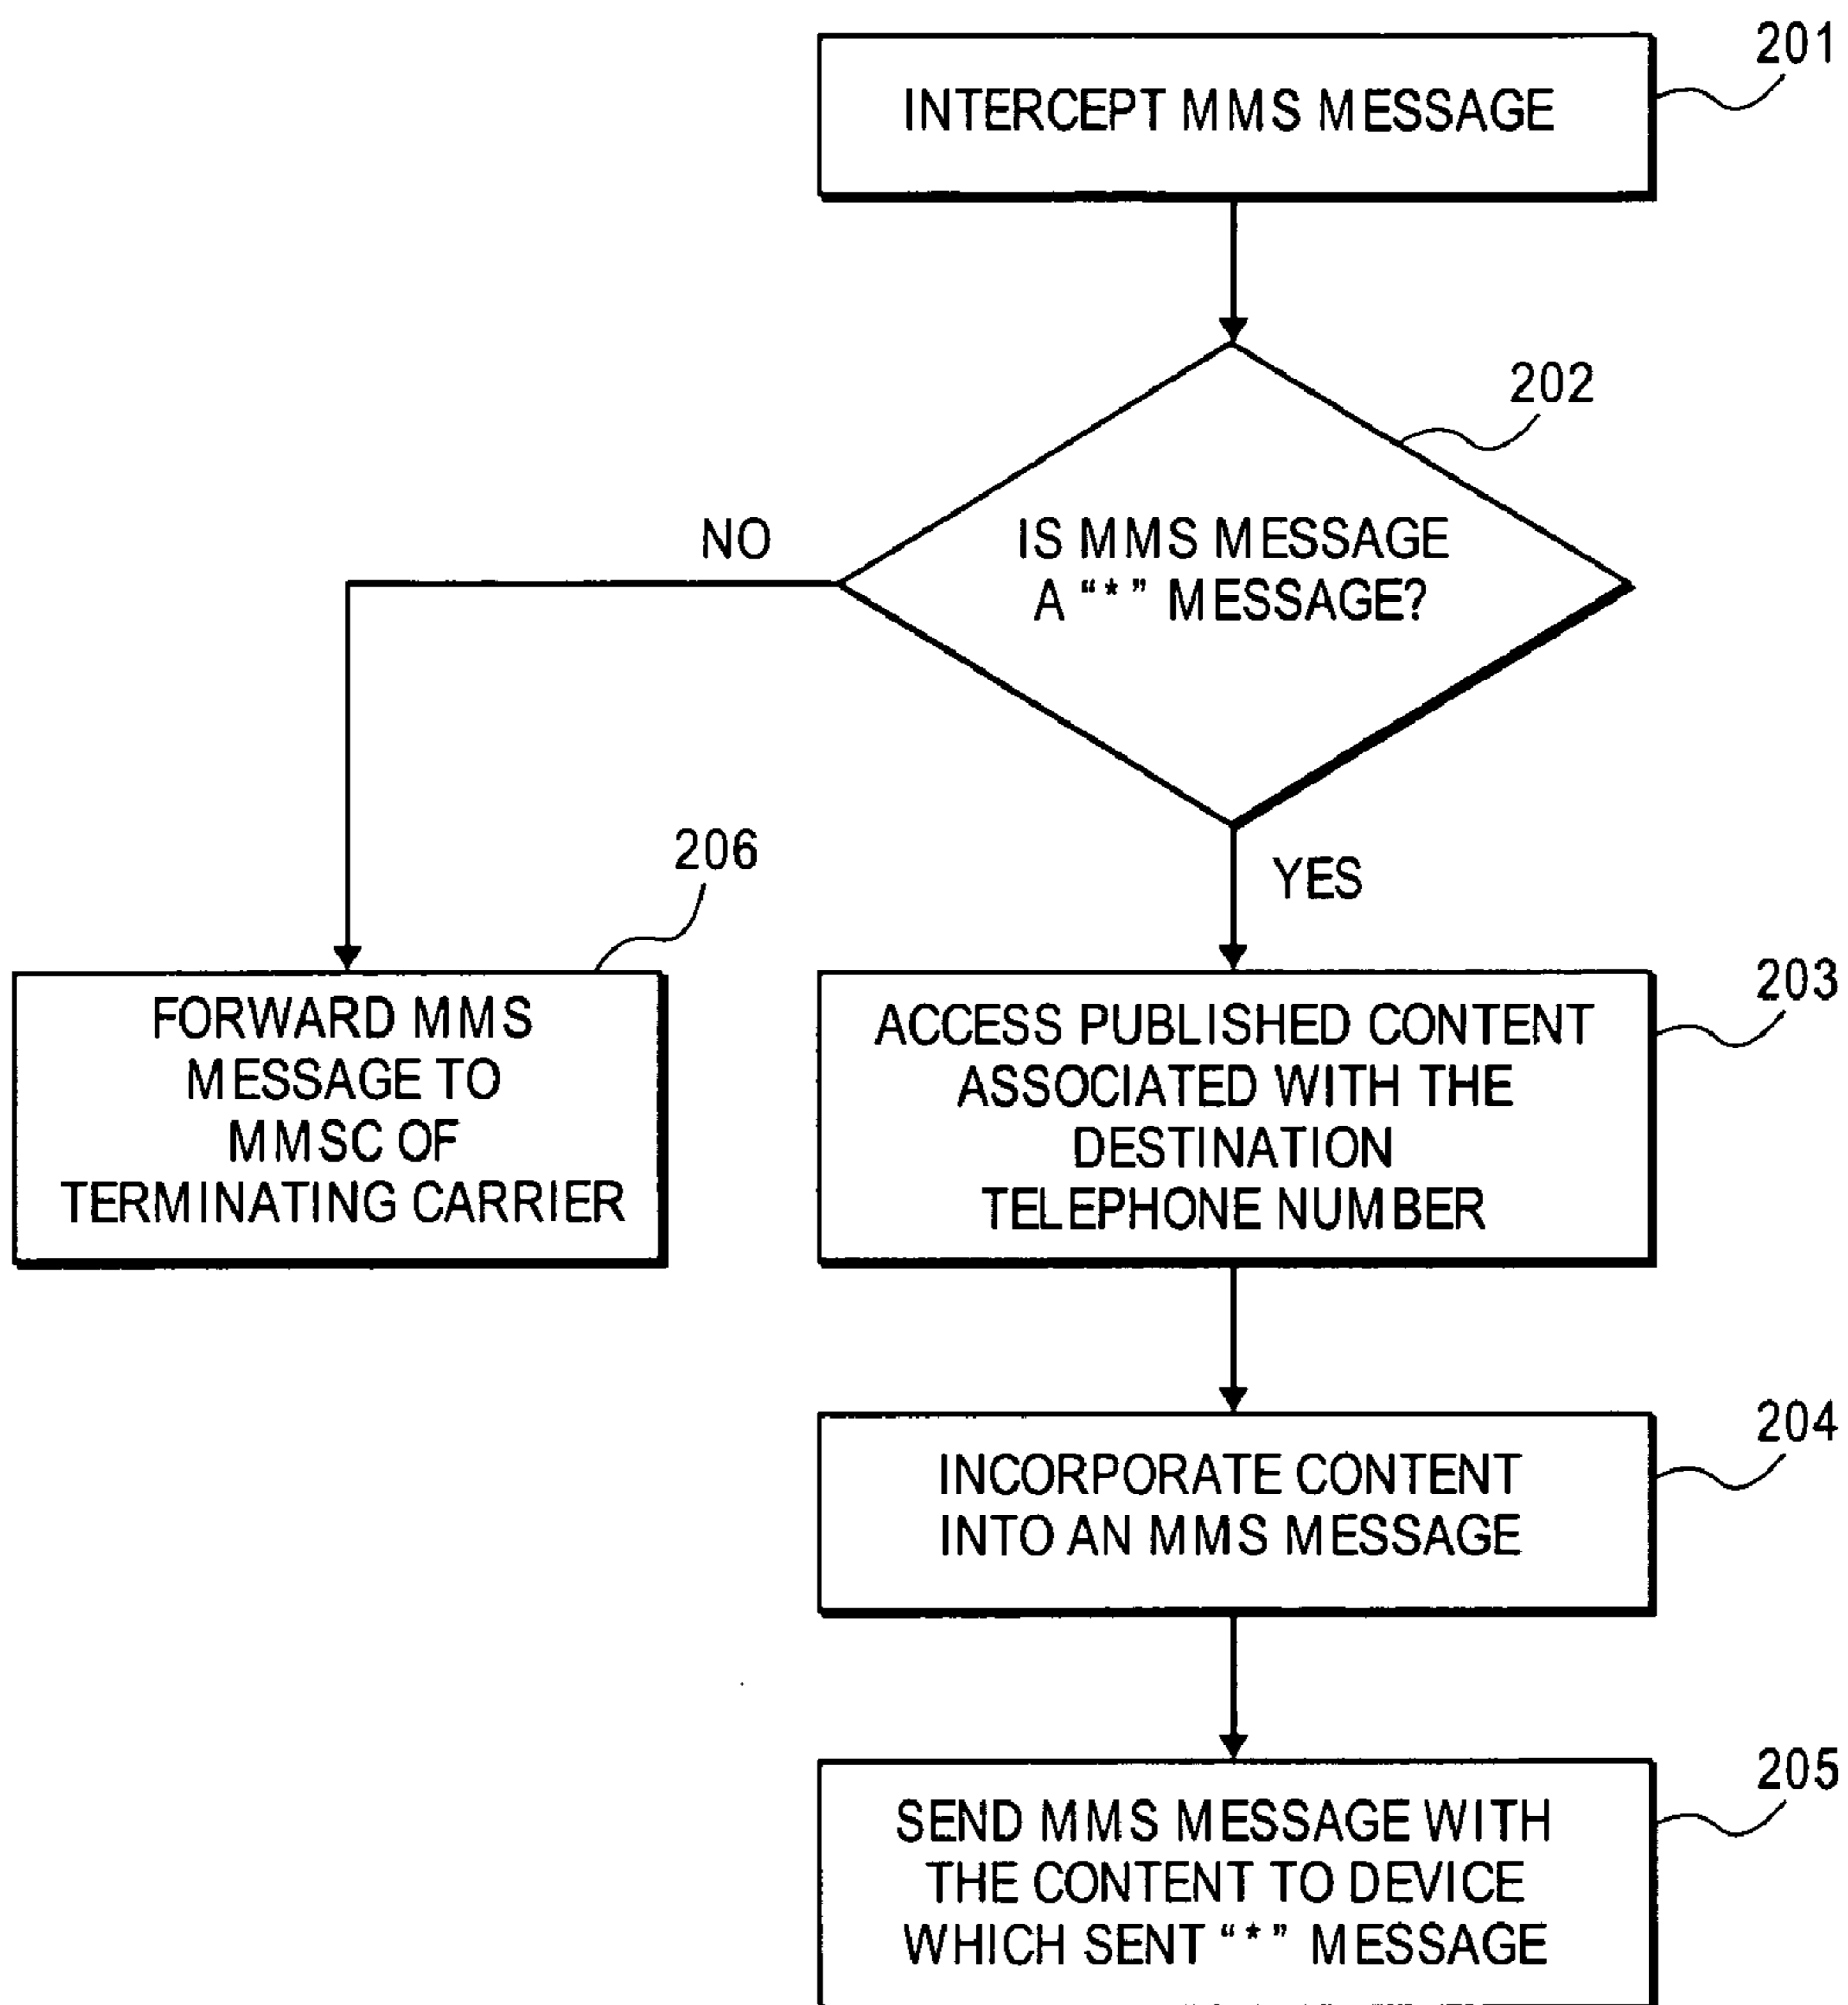 201
INTERCEPT MMS MESSAGE
202
IS MMS MESSAGE
A “*” MESSAGE?
NO
YES
206
FORWARD MMS
MESSAGE TO
MMSC OF
TERMINATING CARRIER
203
ACCESS PUBLISHED CONTENT
ASSOCIATED WITH THE
DESTINATION
TELEPHONE NUMBER
204
INCORPORATE CONTENT
INTO AN MMS MESSAGE
205
SEND MMS MESSAGE WITH
THE CONTENT TO DEVICE
WHICH SENT “*” MESSAGE